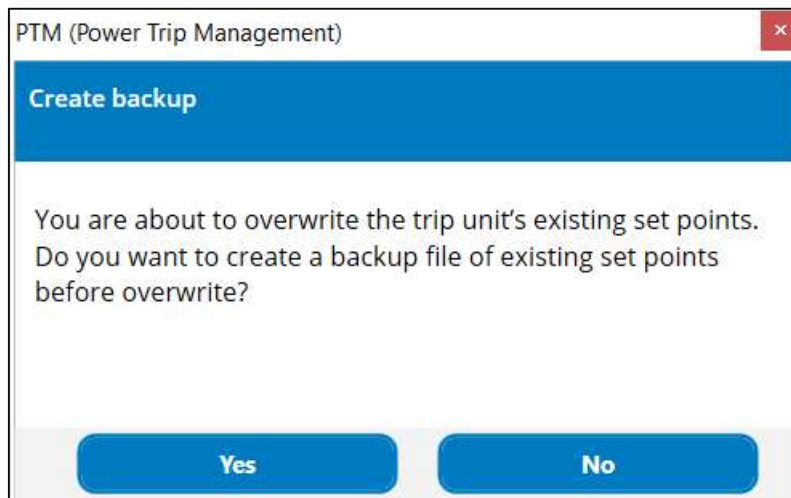 PTM (Power Trip Management)
Create backup
You are about to overwrite the trip unit's existing set points.
Do you want to create a backup file of existing set points
before overwrite?
Yes
No